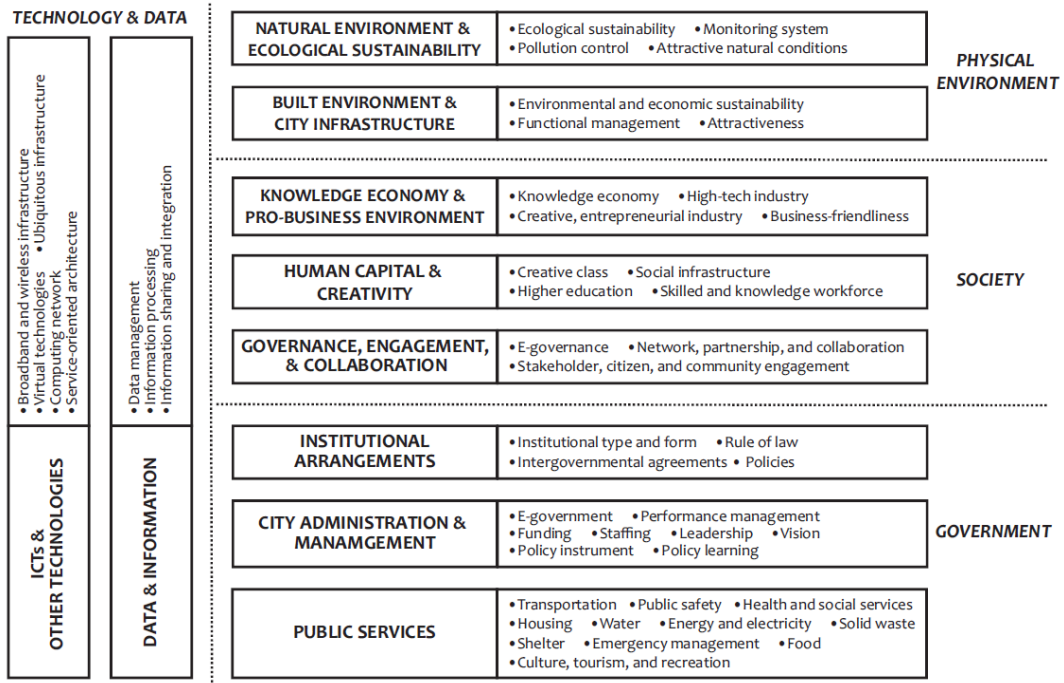 TECHNOLOGY & DATA
• Broadband and wireless infrastructure
• Virtual technologies • Ubiquitous infrastructure
• Computing network
• Service-oriented architecture
ICTs &
OTHER TECHNOLOGIES
• Data management
• Information processing
• Information sharing and integration
DATA & INFORMATION
NATURAL ENVIRONMENT &
ECOLOGICAL SUSTAINABILITY
• Ecological sustainability • Monitoring system
• Pollution control • Attractive natural conditions
BUILT ENVIRONMENT &
CITY INFRASTRUCTURE
• Environmental and economic sustainability
• Functional management • Attractiveness
PHYSICAL
ENVIRONMENT
KNOWLEDGE ECONOMY &
PRO-BUSINESS ENVIRONMENT
• Knowledge economy • High-tech industry
• Creative, entrepreneurial industry • Business-friendliness
HUMAN CAPITAL &
CREATIVITY
• Creative class • Social infrastructure
• Higher education • Skilled and knowledge workforce
GOVERNANCE, ENGAGEMENT,
& COLLABORATION
• E-governance • Network, partnership, and collaboration
• Stakeholder, citizen, and community engagement
SOCIETY
INSTITUTIONAL
ARRANGEMENTS
• Institutional type and form • Rule of law
• Intergovernmental agreements • Policies
CITY ADMINISTRATION &
MANAMGEMENT
• E-government • Performance management
• Funding • Staffing • Leadership • Vision
• Policy instrument • Policy learning
PUBLIC SERVICES
• Transportation • Public safety • Health and social services
• Housing • Water • Energy and electricity • Solid waste
• Shelter • Emergency management • Food
• Culture, tourism, and recreation
GOVERNMENT